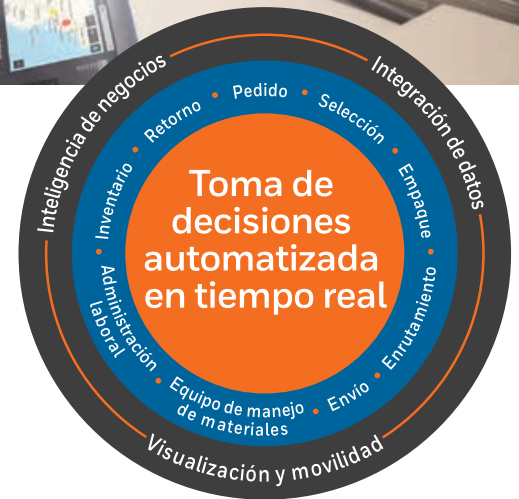 Inteligencia de negocios
Integración de datos
Visualización y movilidad
Pedido
Selección
Empaque
Enrutamiento
Envío
Equipo de manejo
de materiales
Administración
laboral
Inventario
Retorno
Toma de
decisiones
automatizada
en tiempo real